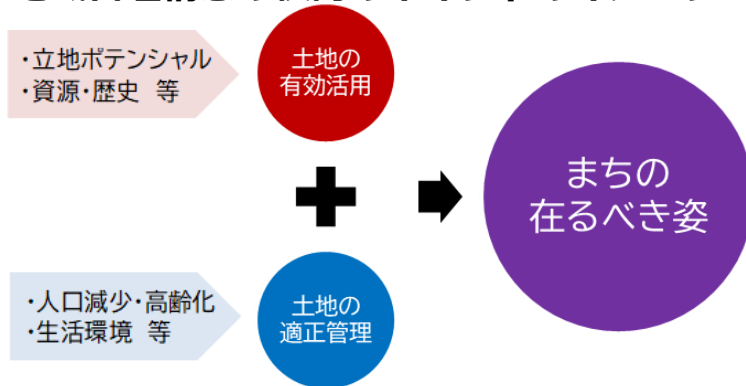 ・立地ポテンシャル
・資源・歴史 等
土地の
有効活用
まちの
在るべき姿
・人口減少・高齢化
・生活環境 等
土地の
適正管理